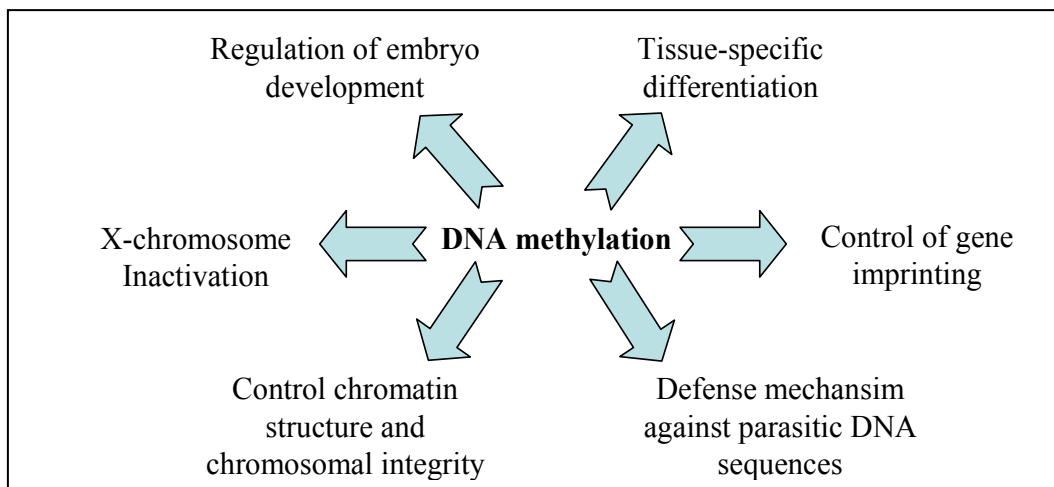 Regulation of embryo
development
Tissue-specific
differentiation
X-chromosome
Inactivation
DNA methylation
Control of gene
imprinting
Control chromatin
structure and
chromosomal integrity
Defense mechansim
against parasitic DNA
sequences